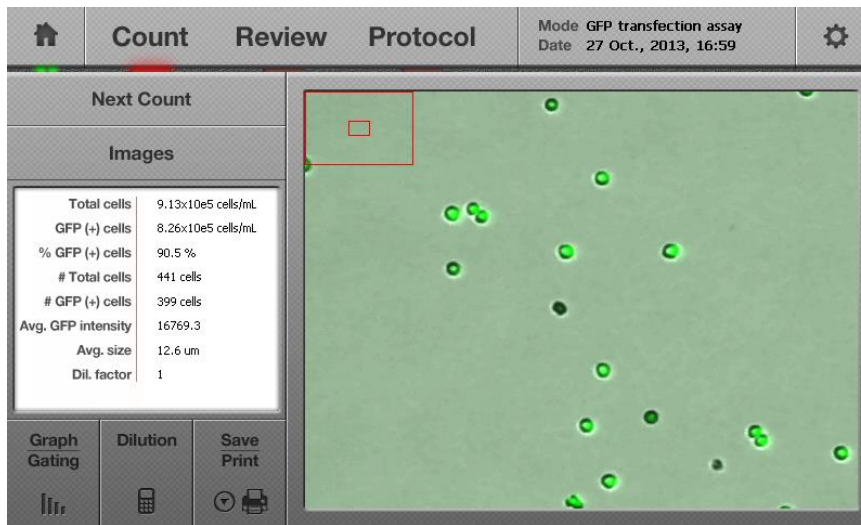 Count
Review
Protocol
Mode GFP transfection assay
Date 27 Oct., 2013, 16:59
Next Count
Images
Total cells 9.13x10e5 cells/mL
GFP (+) cells 8.26x10e5 cells/mL
% GFP (+) cells 90.5 %
# Total cells 441 cells
# GFP (+) cells 399 cells
Avg. GFP intensity 16769.3
Avg. size 12.6 um
Dil. factor 1
Graph
Gating
Dilution
Save
Print